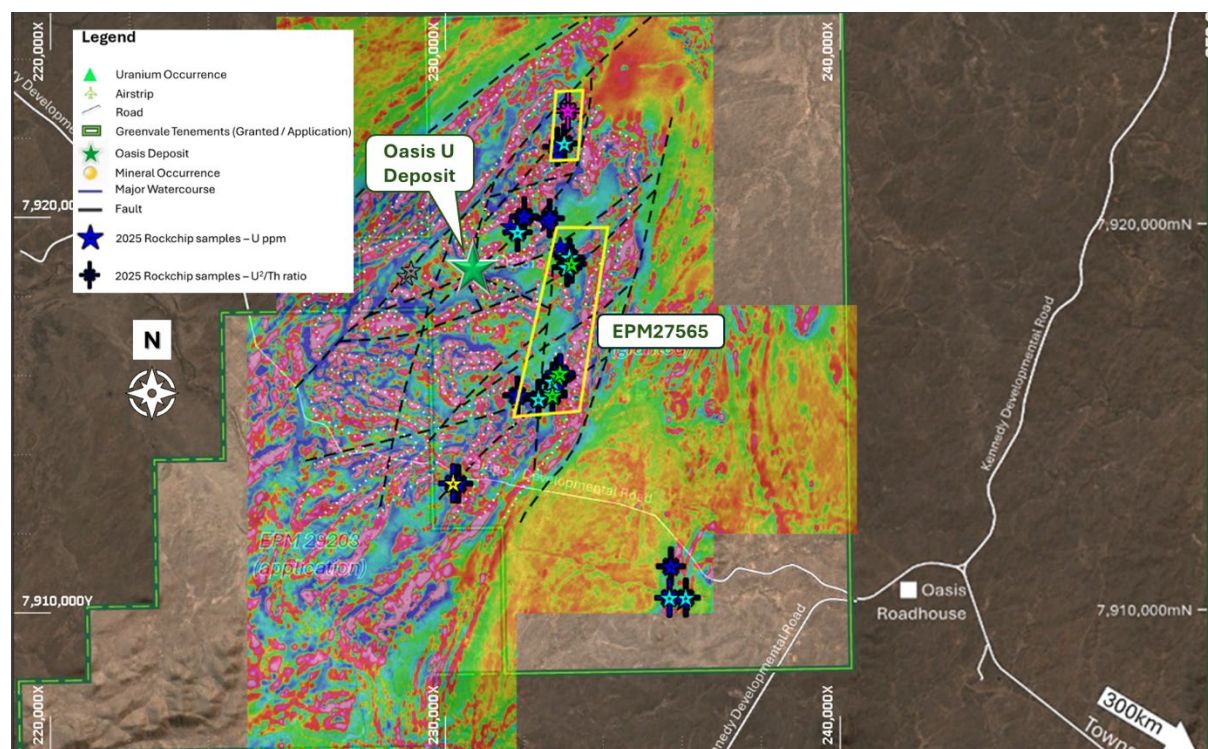 Legend
Uranium Occurrence
Airstrip
Road
Greenvale Tenements (Granted / Application)
Oasis Deposit
Mineral Occurrence
Major Watercourse
Fault
2025 Rockchip samples – U ppm
2025 Rockchip samples – U²/Th ratio
220,000X
230,000X
240,000X
7,920,00
7,920,000mN
Oasis U
Deposit
EPM27565
N
Kennedy Developmental Road
Developmental Road
EPM 29203
(application)
7,910,000Y
7,910,000mN
Oasis
Roadhouse
nnedy Developmental Road
220,000X
230,000X
240,000X
300km
Town